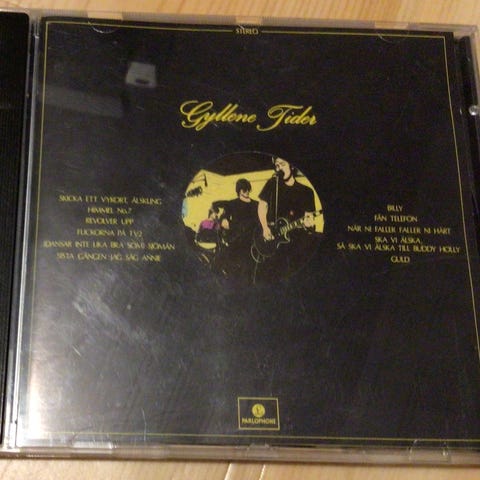 STEREO
Gyllene Tider
SKICKA ETT VYKORT, ÄLSKLING
HIMMEL No.7
REVOLVER UPP
FLICKORNA PÅ TV2
(DANSAR INTE LIKA BRA SOM) SJÖMÄN
SISTA GÅNGEN JAG SÅG ANNIE
BILLY
FÅN TELEFON
NÄR NI FALLER FALLER NI HÅRT
SKA VI ÄLSKA,
SÅ SKA VI ÄLSKA TILL BUDDY HOLLY
GULD
PARLOPHONE